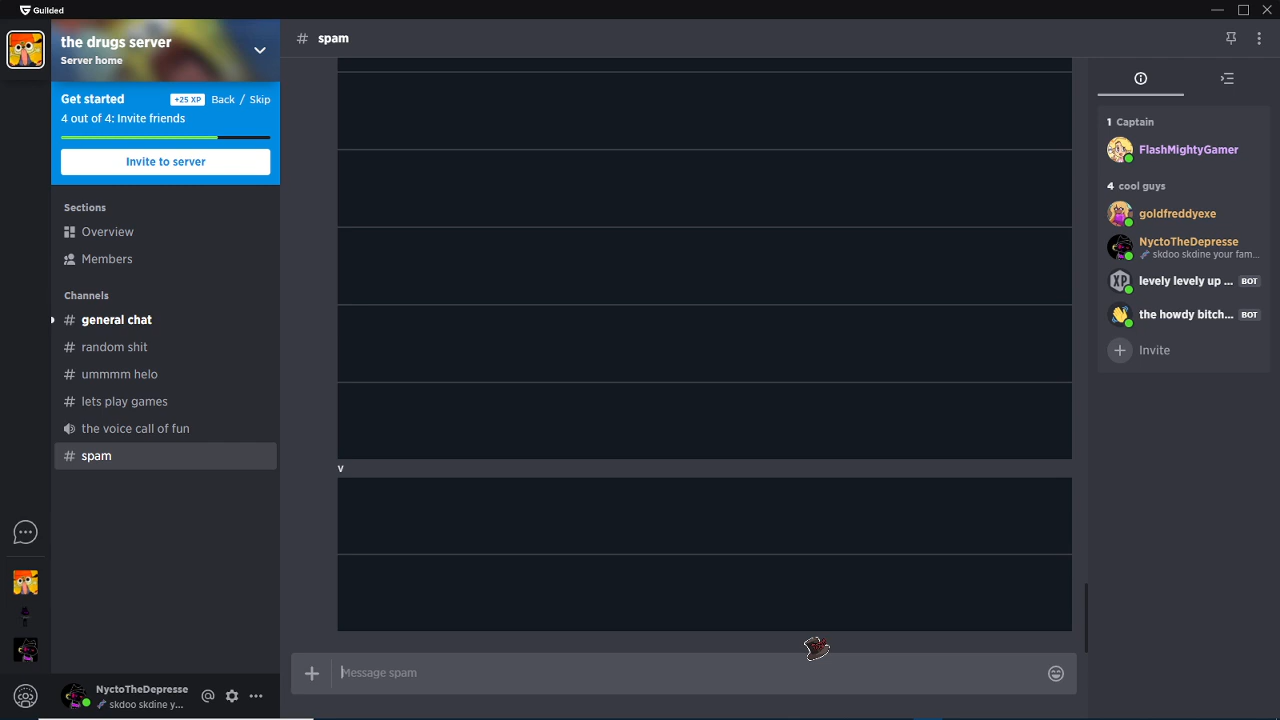 Guilded
the drugs server
Server home
Get started
+25 XP
Back / Skip
4 out of 4: Invite friends
Invite to server
Sections
Overview
Members
Channels
# general chat
# random shit
# ummmm helo
# lets play games
the voice call of fun
# spam
NyctoTheDepresse
skdoo skdine y...
# spam
v
Message spam
1 Captain
FlashMightyGamer
4 cool guys
goldfreddyexe
NyctoTheDepresse
skdoo skdine your fam...
XP
levely levely up ... BOT
the howdy bitch... BOT
Invite